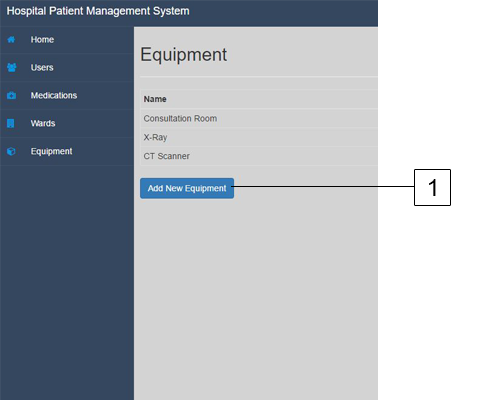 Hospital Patient Management System
Home
Users
Medications
Wards
Equipment
Equipment
Name
Consultation Room
X-Ray
CT Scanner
Add New Equipment
1